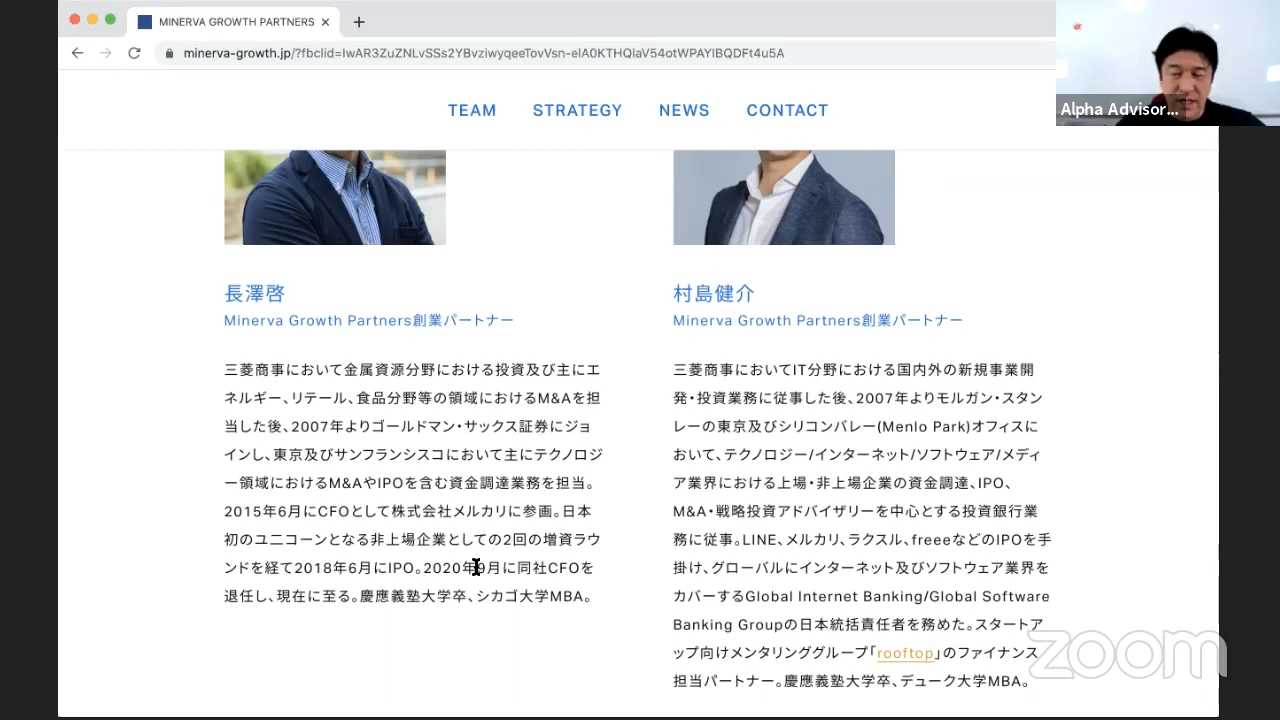 MINERVA GROWTH PARTNERS
minerva-growth.jp/?fbclid=IwAR3ZuZNLvSSs2YBvziwyqeeTovVsn-elA0KTHQlaV54otWPAYlBQDFt4u5A
Alpha Advisor...
TEAM STRATEGY NEWS CONTACT
長澤啓
Minerva Growth Partners創業パートナー
三菱商事において金属資源分野における投資及び主にエ
ネルギー、リテール、食品分野等の領域におけるM&Aを担
当した後、2007年よりゴールドマン・サックス証券にジョ
インし、東京及びサンフランシスコにおいて主にテクノロジ
ー領域におけるM&AやIPOを含む資金調達業務を担当。
2015年6月にCFOとして株式会社メルカリに参画。日本
初のユニコーンとなる非上場企業としての2回の増資ラウ
ンドを経て2018年6月にIPO。2020年9月に同社CFOを
退任し、現在に至る。慶應義塾大学卒、シカゴ大学MBA。
村島健介
Minerva Growth Partners創業パートナー
三菱商事においてIT分野における国内外の新規事業開
発・投資業務に従事した後、2007年よりモルガン・スタン
レーの東京及びシリコンバレー(Menlo Park)オフィスに
おいて、テクノロジー/インターネット/ソフトウェア/メディ
ア業界における上場・非上場企業の資金調達、IPO、
M&A・戦略投資アドバイザリーを中心とする投資銀行業
務に従事。LINE、メルカリ、ラクスル、freeeなどのIPOを手
掛け、グローバルにインターネット及びソフトウェア業界を
カバーするGlobal Internet Banking/Global Software
Banking Groupの日本統括責任者を務めた。スタートア
ップ向けメンタリンググループ「rooftop」のファイナンス
担当パートナー。慶應義塾大学卒、デューク大学MBA。
zoom